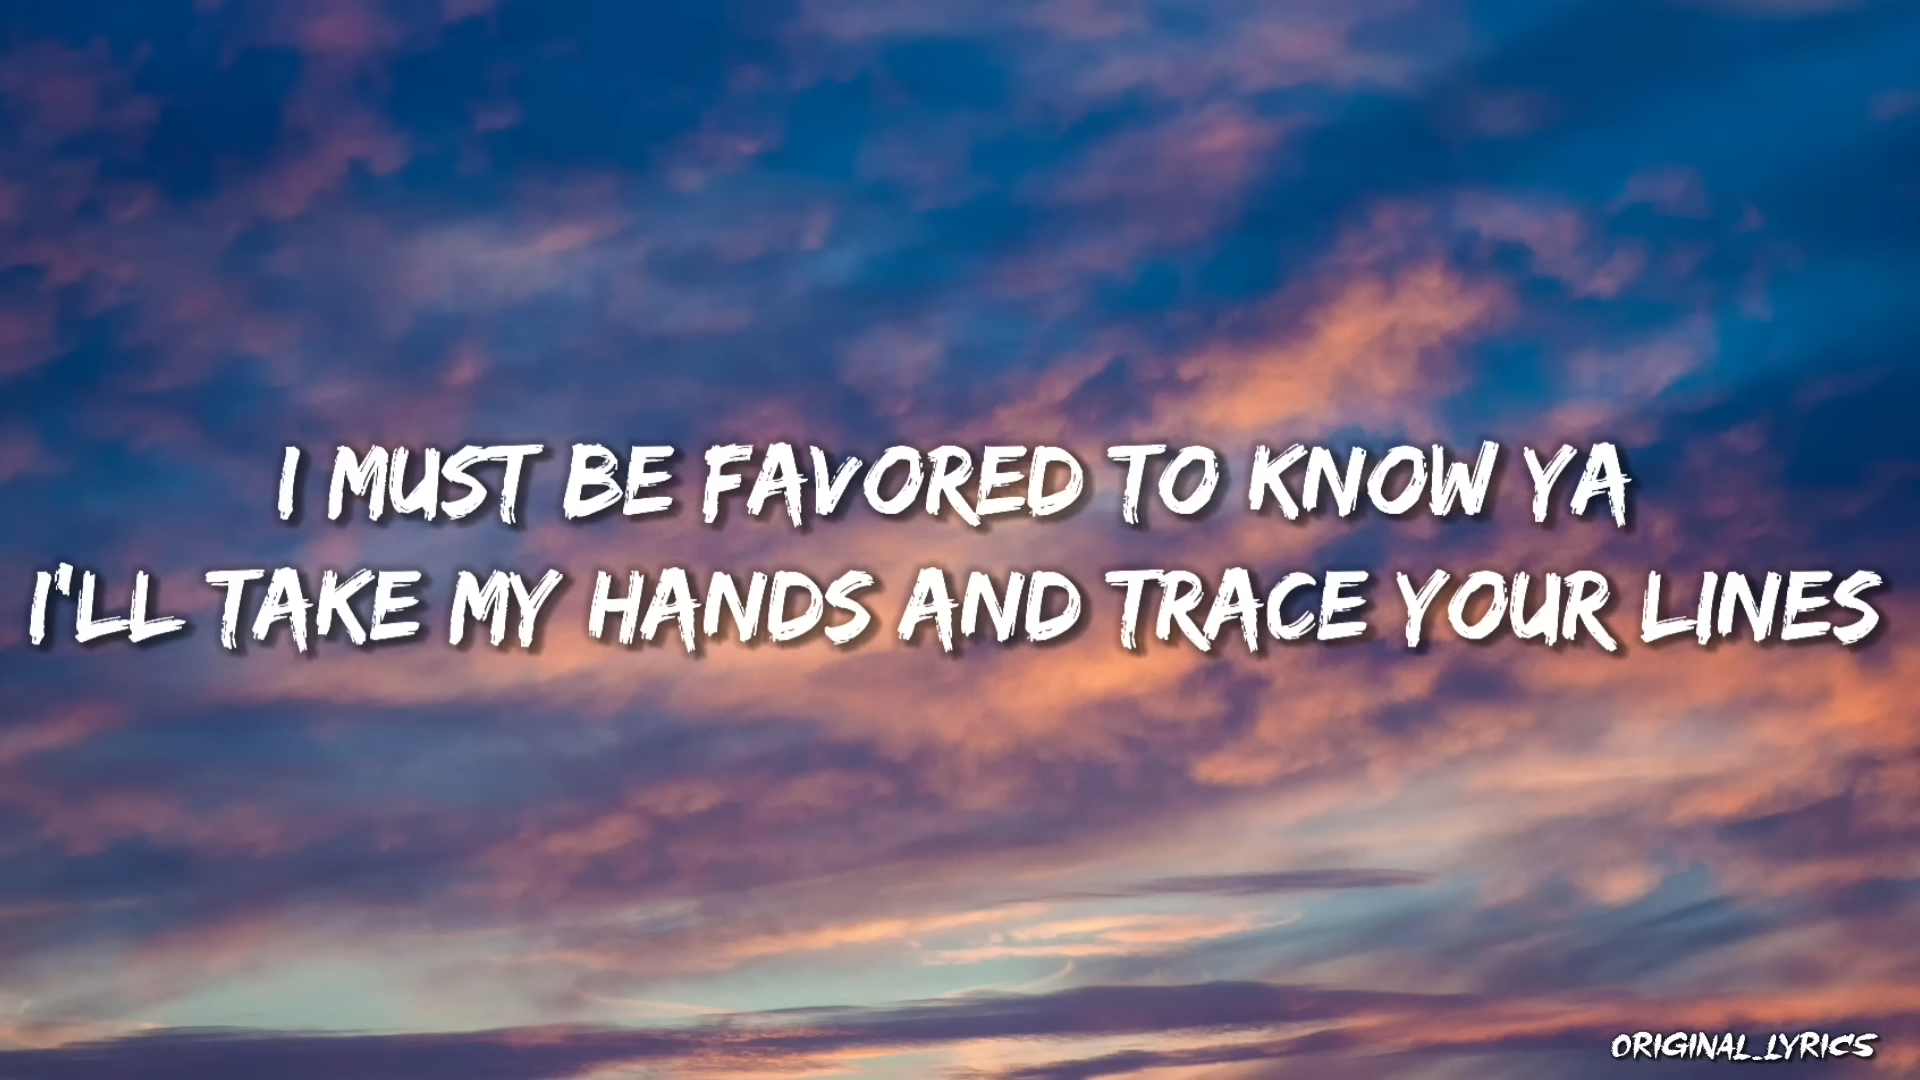 I MUST BE FAVORED TO KNOW YA
I'LL TAKE MY HANDS AND TRACE YOUR LINES
ORIGINAL_LYRICS